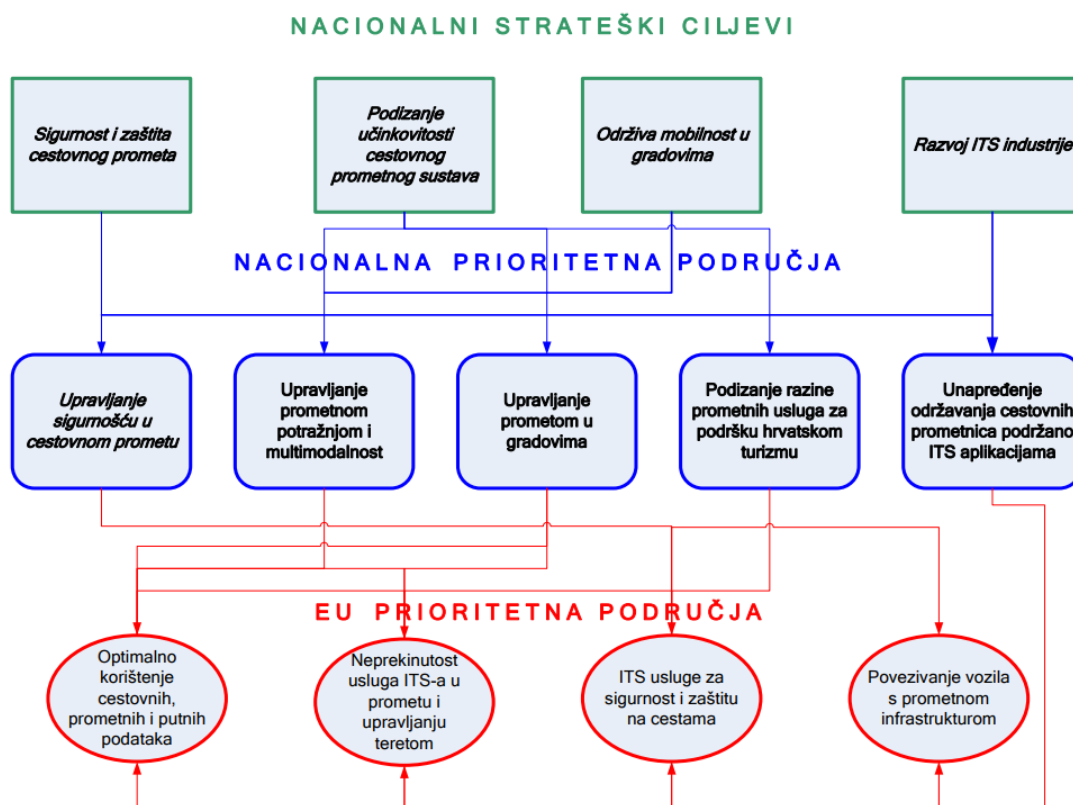 NACIONALNI STRATEŠKI CILJEVI
Sigurnost i zaštita
cestovnog prometa
Podizanje
učinkovitosti
cestovnog
prometnog sustava
Održiva mobilnost u
gradovima
Razvoj ITS industrije
NACIONALNA PRIORITETNA PODRUČJA
Upravljanje
sigurnošću u
cestovnom prometu
Upravljanje
prometnom
potražnjom i
multimodalnost
Upravljanje
prometom u
gradovima
Podizanje razine
prometnih usluga za
podršku hrvatskom
turizmu
Unapređenje
održavanja cestovnih
prometnica podržano
ITS aplikacijama
EU PRIORITETNA PODRUČJA
Optimalno
korištenje
cestovnih,
prometnih i putnih
podataka
Neprekinutost
usluga ITS-a u
prometu i
upravljanju
teretom
ITS usluge za
sigurnost i zaštitu
na cestama
Povezivanje vozila
s prometnom
infrastrukturom